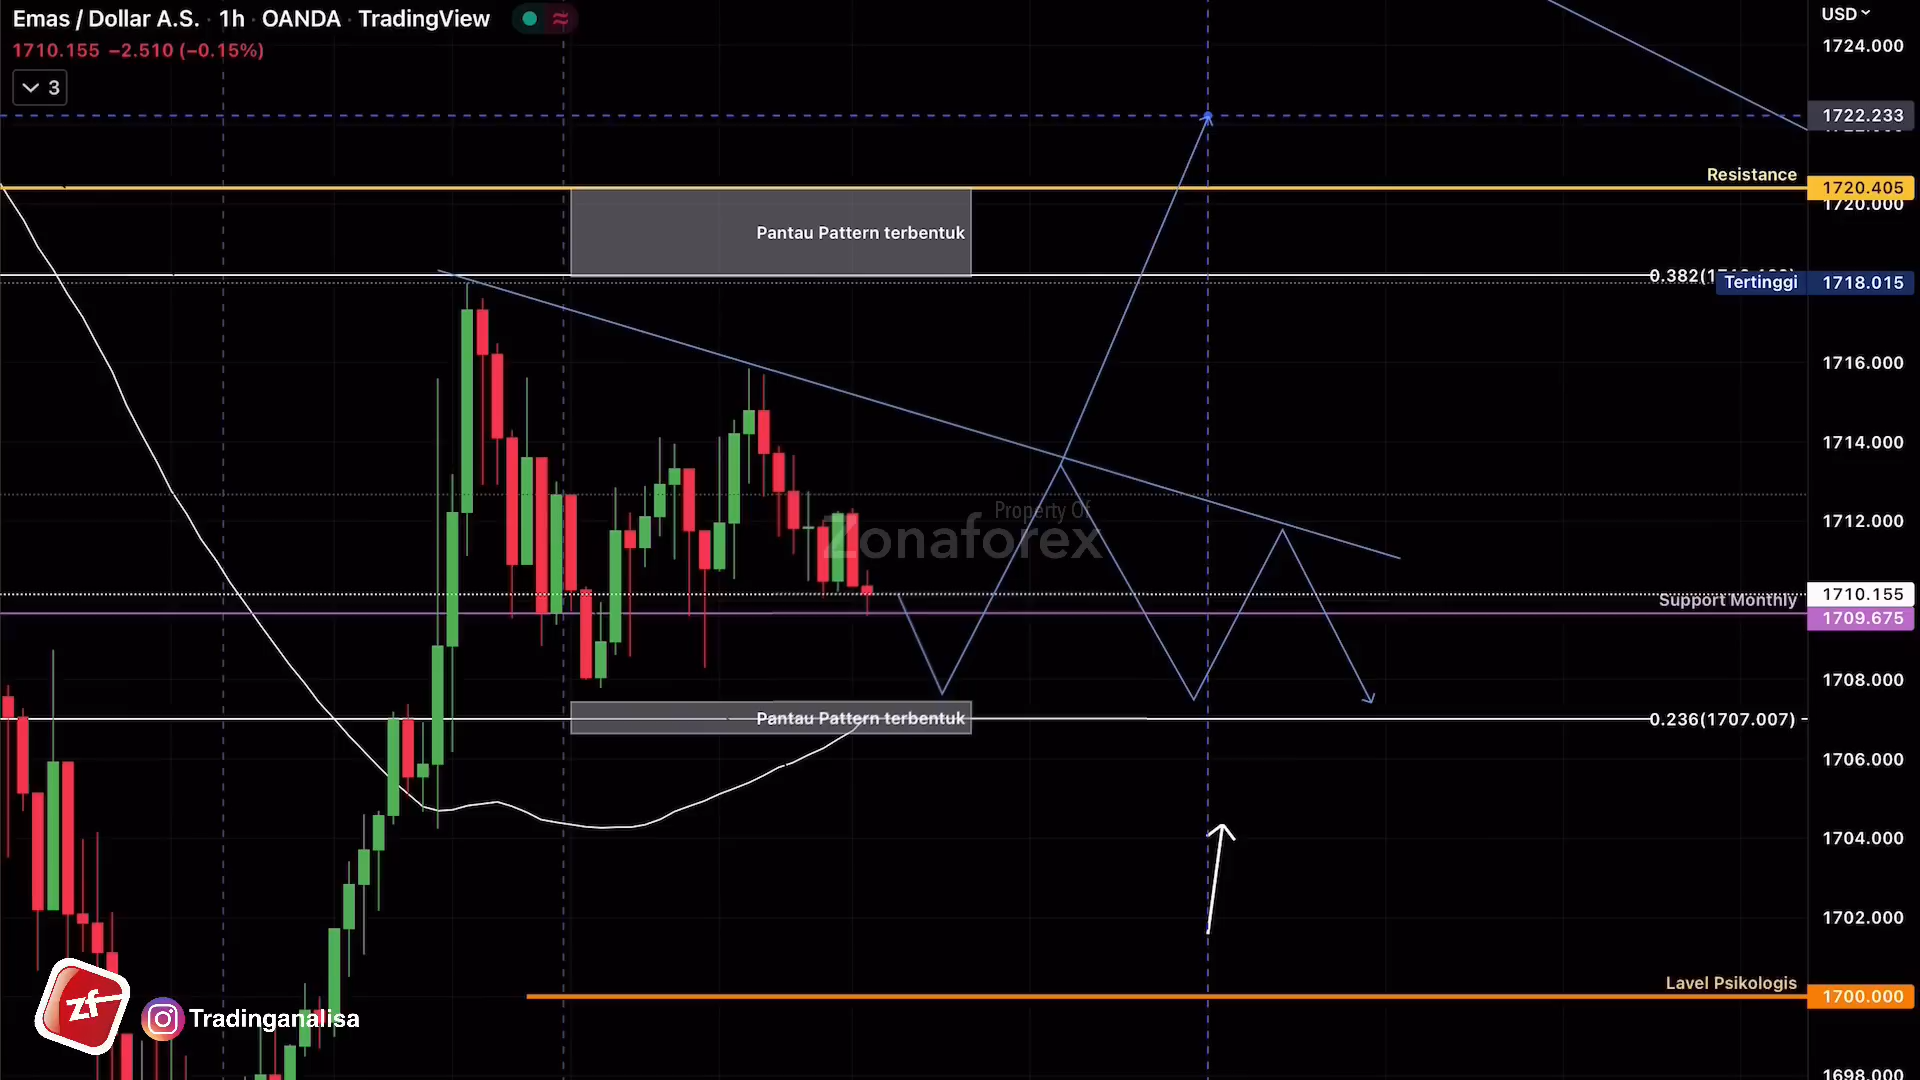 Emas / Dollar A.S. · 1h · OANDA · TradingView
1710.155 −2.510 (−0.15%)
3
USD
1724.000
1722.233
Resistance
1720.405
1720.000
Pantau Pattern terbentuk
Tertinggi
1718.015
1716.000
1714.000
Property Of
Zonaforex
1712.000
1710.155
Support Monthly
1709.675
1708.000
Pantau Pattern terbentuk
0.236(1707.007)
1706.000
1704.000
1702.000
Lavel Psikologis
1700.000
zf
Tradinganalisa
1698.000